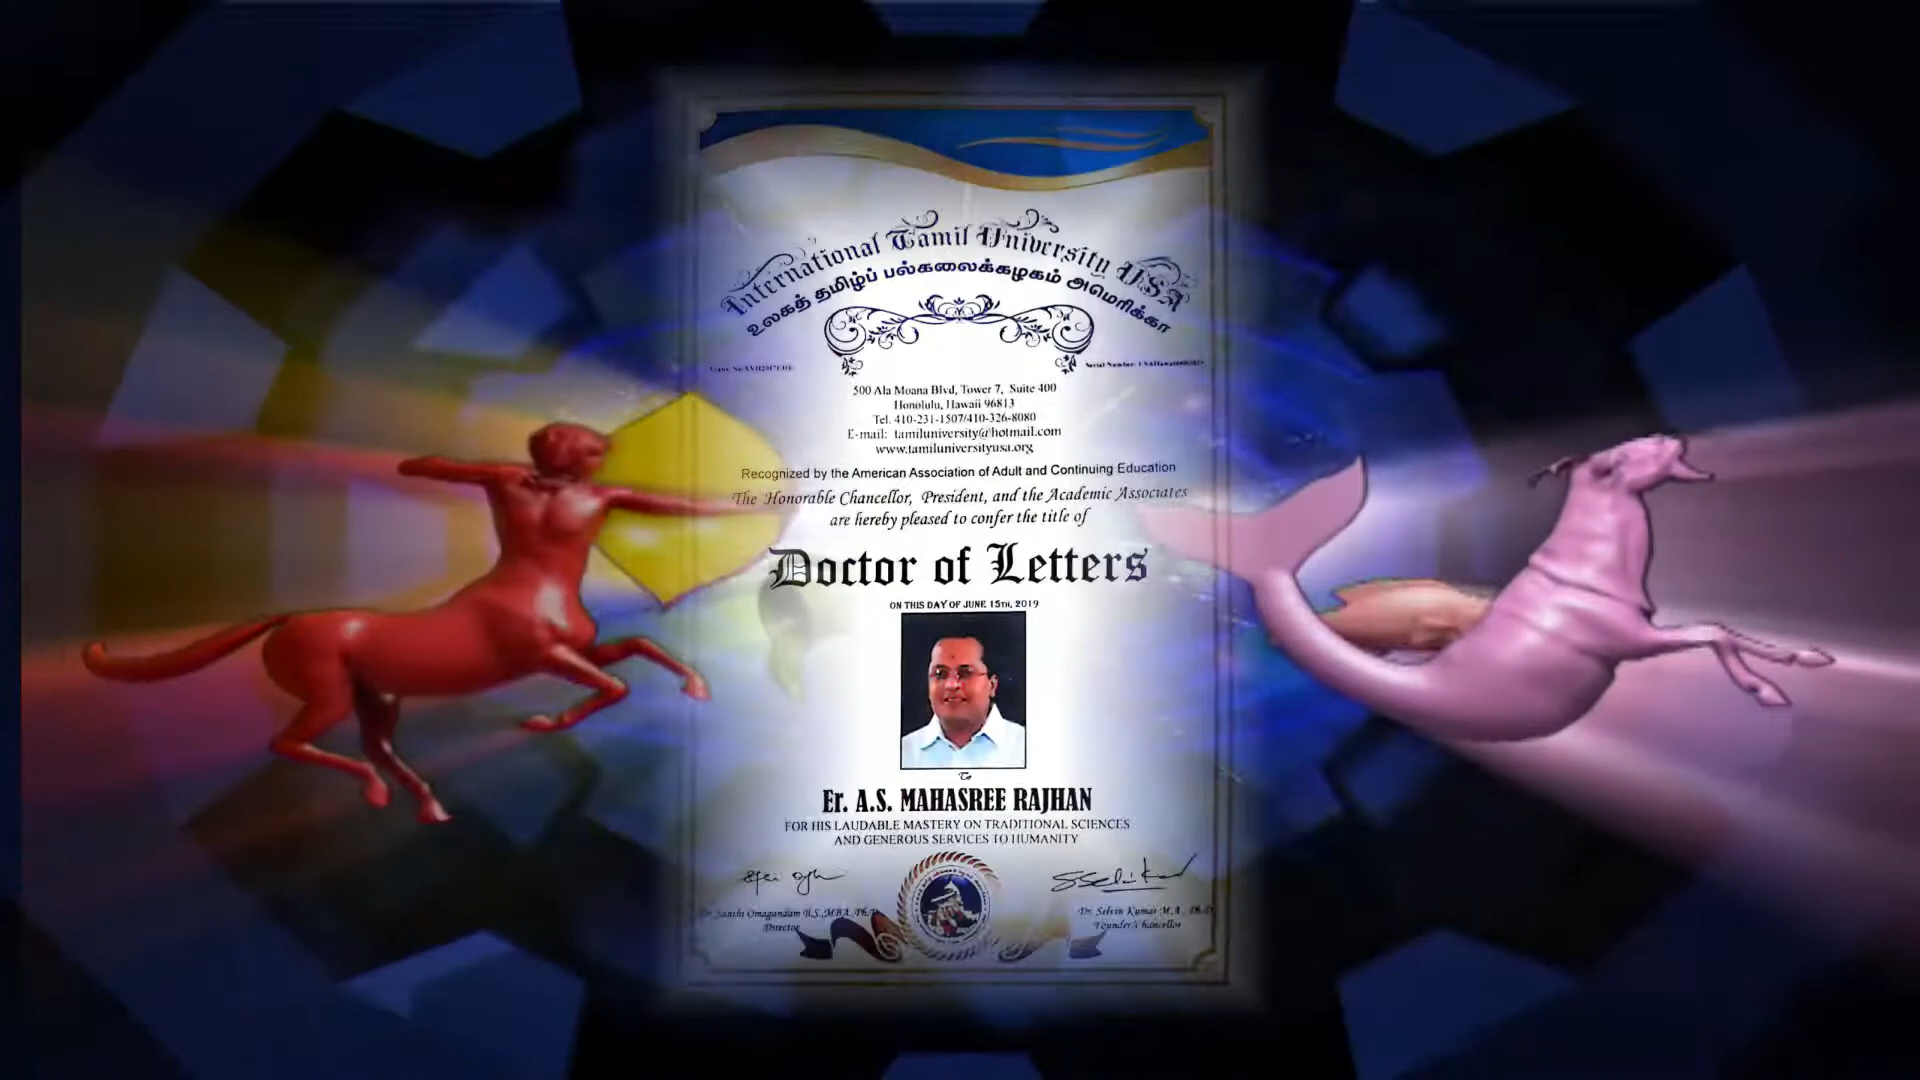 International Tamil University USA
உலகத் தமிழ்ப் பல்கலைக்கழகம் அமெரிக்கா
500 Ala Moana Blvd, Tower 7, Suite 400
Honolulu, Hawaii 96813
Tel. 410-231-1507/410-326-8080
E-mail: tamiluniversity@hotmail.com
www.tamiluniversityusa.org
Recognized by the American Association of Adult and Continuing Education
The Honorable Chancellor, President, and the Academic Associates
are hereby pleased to confer the title of
Doctor of Letters
ON THIS DAY OF JUNE 15TH, 2019
To
Er. A.S. MAHASREE RAJHAN
FOR HIS LAUDABLE MASTERY ON TRADITIONAL SCIENCES
AND GENEROUS SERVICES TO HUMANITY
Director
Dr. Selvin Kumar M.A., Ph.D
Founder/Chancellor